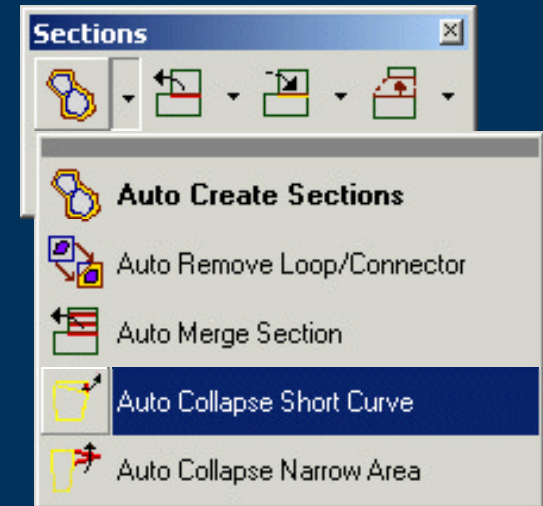 Sections
Auto Create Sections
Auto Remove Loop/Connector
Auto Merge Section
Auto Collapse Short Curve
Auto Collapse Narrow Area